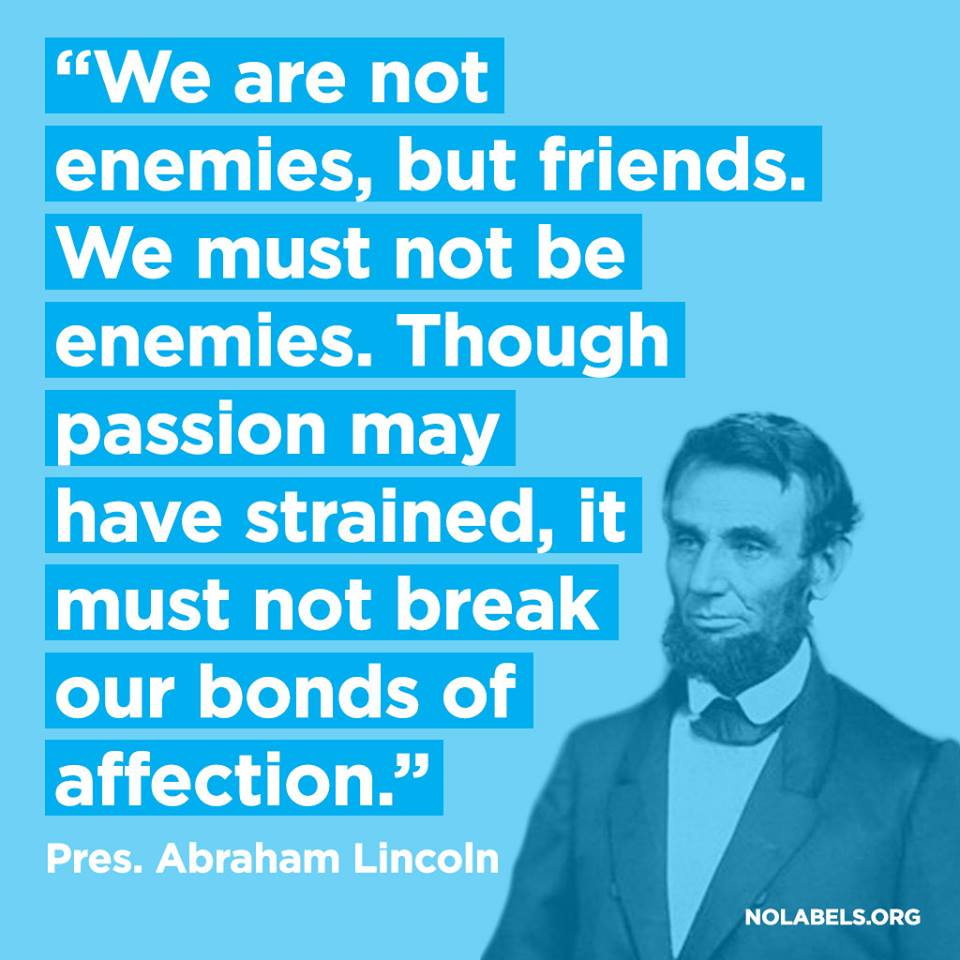 “We are not
enemies, but friends.
We must not be
enemies. Though
passion may
have strained, it
must not break
our bonds of
affection.”
Pres. Abraham Lincoln
NOLABELS.ORG